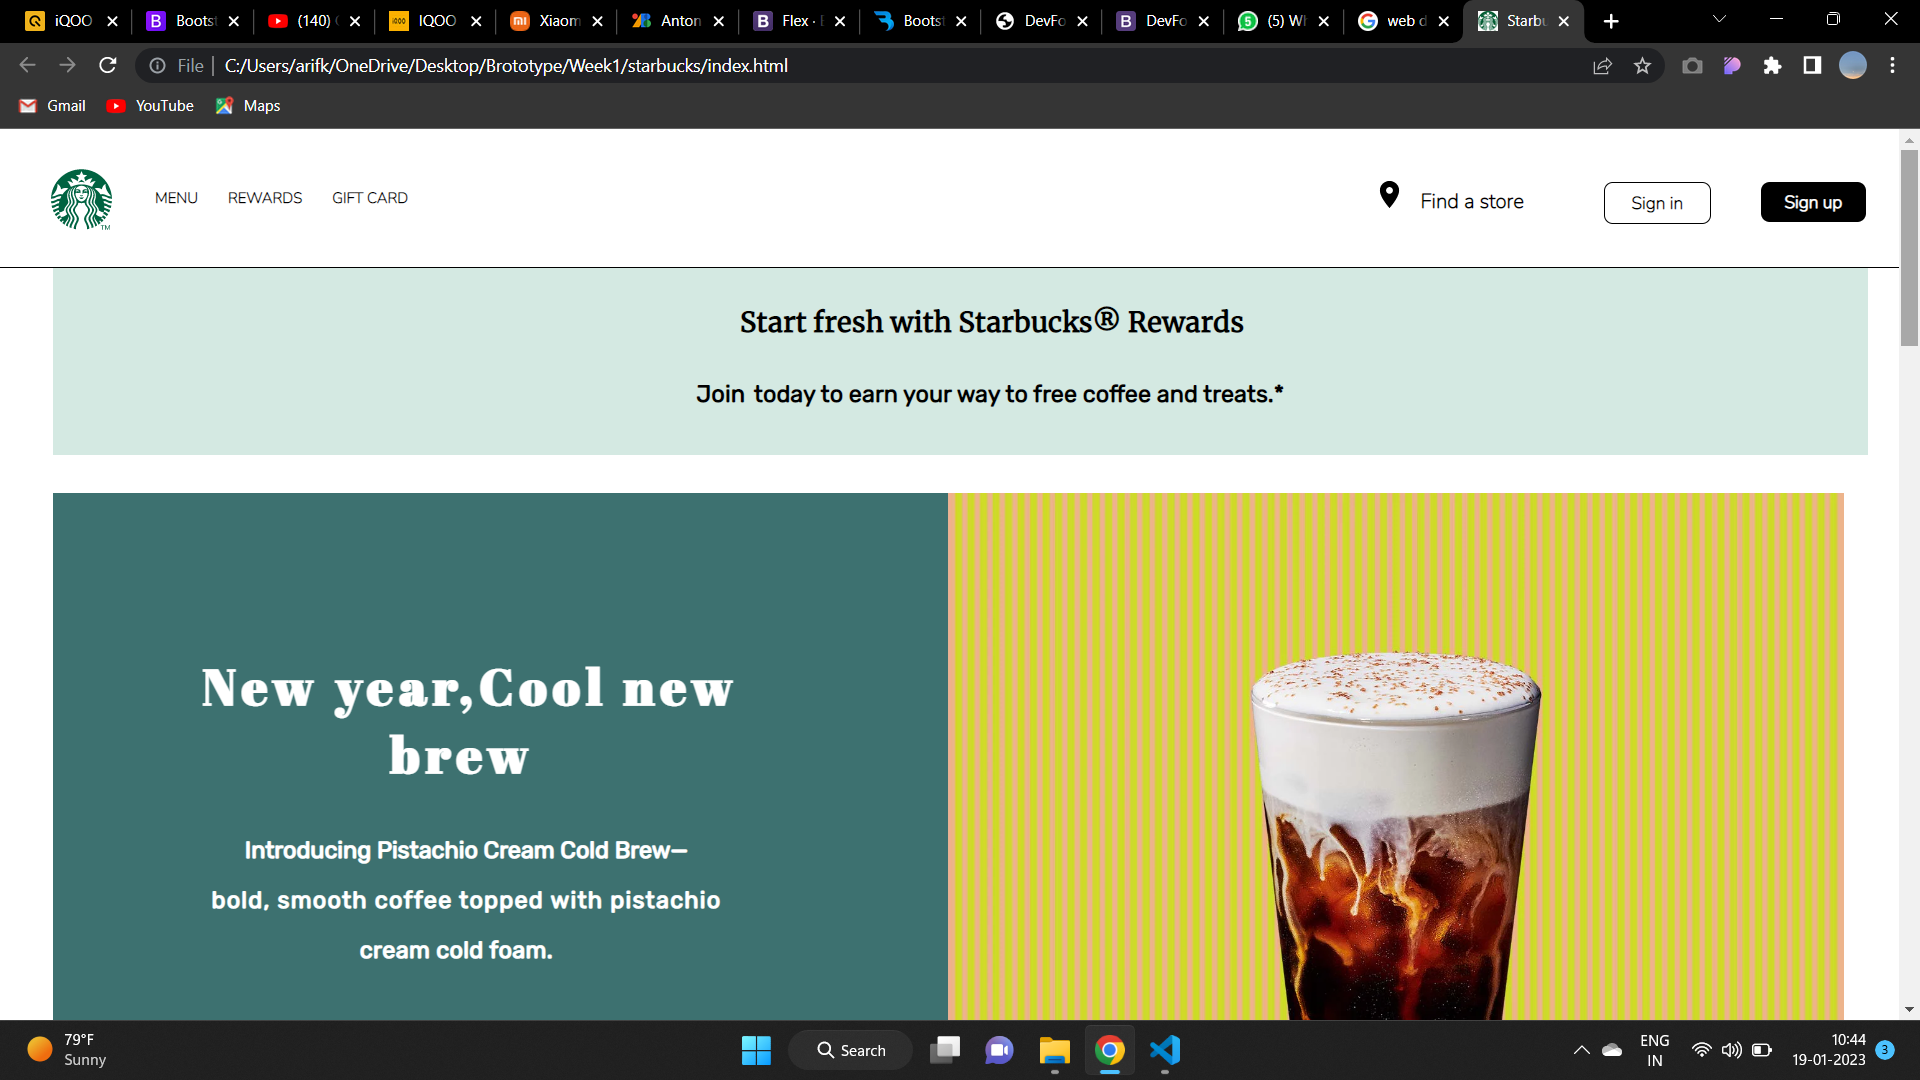 iQOO
Boots
(140)
IQOO
Xiaom
Anton
Flex -
Boots
DevFo
DevFo
(5) W
web d
Starbu
File | C:/Users/arifk/OneDrive/Desktop/Brototype/Week1/starbucks/index.html
Gmail YouTube Maps
MENU REWARDS GIFT CARD Find a store Sign in Sign up
TM
Start fresh with Starbucks® Rewards
Join today to earn your way to free coffee and treats.*
New year,Cool new
brew
Introducing Pistachio Cream Cold Brew—
bold, smooth coffee topped with pistachio
cream cold foam.
79°F
Sunny
Search
ENG
IN
10:44
19-01-2023
3